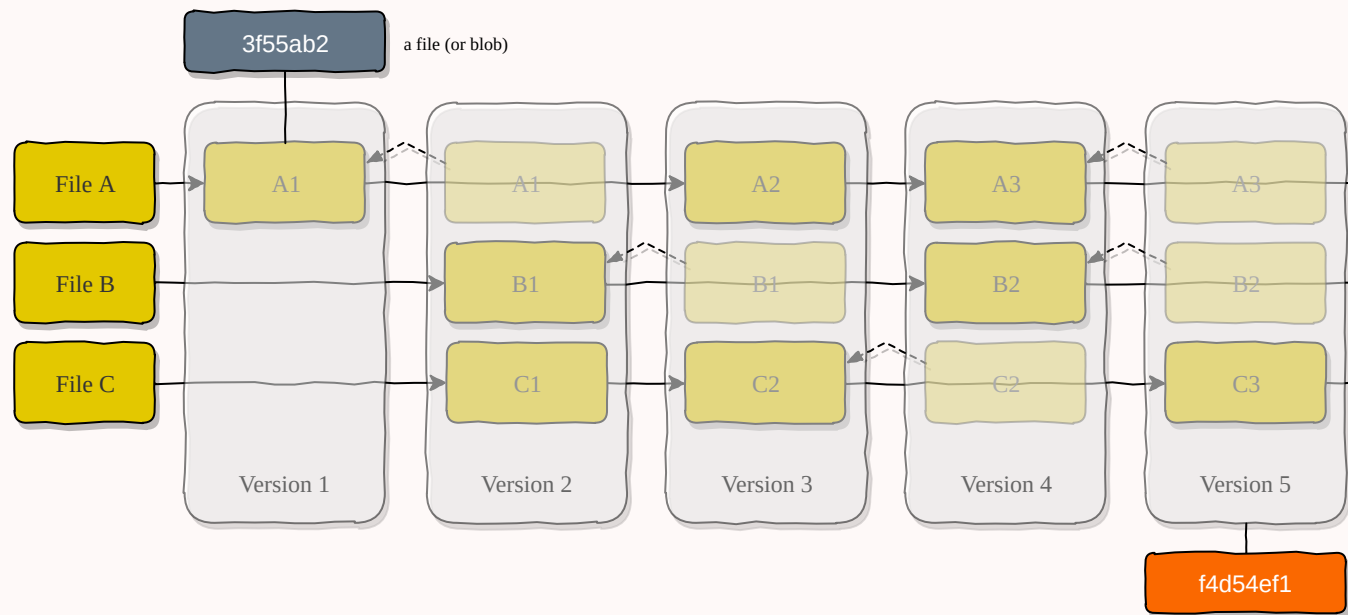 3f55ab2
a file (or blob)
File A
A1
A1
A2
A3
A3
File B
B1
B1
B2
B2
File C
C1
C2
C2
C3
Version 1
Version 2
Version 3
Version 4
Version 5
f4d54ef1